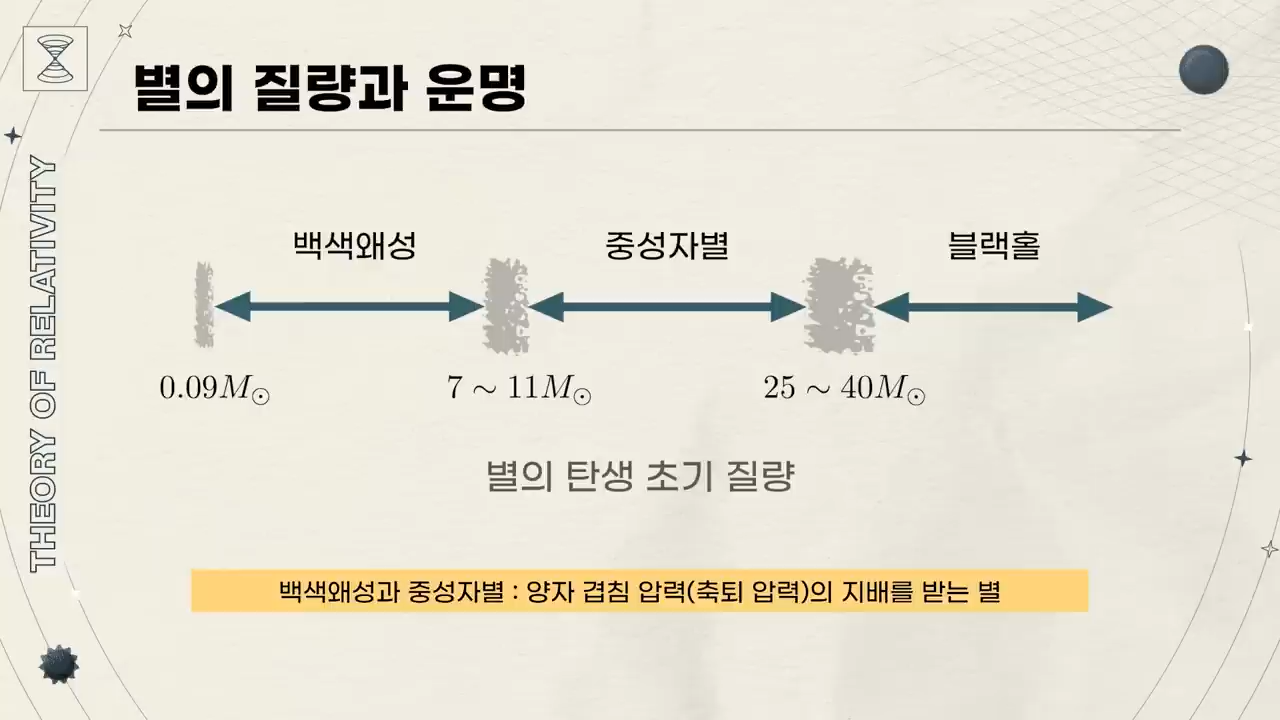 별의 질량과 운명
THEORY OF RELATIVITY
백색왜성 중성자별 블랙홀
0.09M☉ 7 ∼ 11M☉ 25 ∼ 40M☉
별의 탄생 초기 질량
백색왜성과 중성자별 : 양자 겹침 압력(축퇴 압력)의 지배를 받는 별